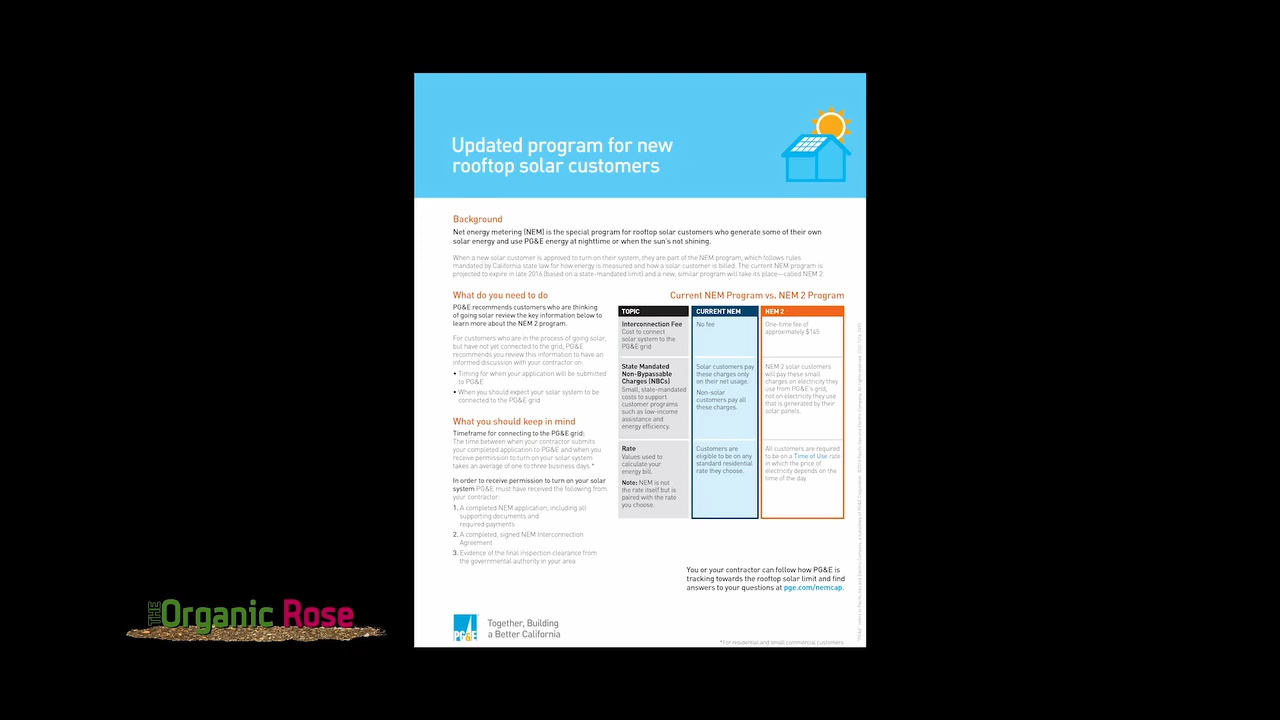 Updated program for new
rooftop solar customers
Background
Net energy metering (NEM) is the special program for rooftop solar customers who generate some of their own
solar energy and use PG&E energy at nighttime or when the sun's not shining.
When a new solar customer is approved to turn on their system, they are part of the NEM program, which follows rules
mandated by California state law for how energy is measured and how a solar customer is billed. The current NEM program is
projected to expire in late 2016 (based on a state-mandated limit) and a new, similar program will take its place—called NEM 2.
What do you need to do
PG&E recommends customers who are thinking
of going solar review the key information below to
learn more about the NEM 2 program.
For customers who are in the process of going solar,
but have not yet connected to the grid, PG&E
recommends you review this information to have an
informed discussion with your contractor on:
• Timing for when your application will be submitted
to PG&E
• When you should expect your solar system to be
connected to the PG&E grid
What you should keep in mind
Timeframe for connecting to the PG&E grid:
The time between when your contractor submits
your completed application to PG&E and when you
receive permission to turn on your solar system
takes an average of one to three business days.*
In order to receive permission to turn on your solar
system PG&E must have received the following from
your contractor:
1. A completed NEM application, including all
supporting documents and
required payments
2. A completed, signed NEM Interconnection
Agreement
3. Evidence of the final inspection clearance from
the governmental authority in your area
Current NEM Program vs. NEM 2 Program
TOPIC
CURRENT NEM
NEM 2
Interconnection Fee
Cost to connect
solar system to the
PG&E grid
No fee
One-time fee of
approximately $145
State Mandated
Non-Bypassable
Charges (NBCs)
Small, state-mandated
costs to support
customer programs
such as low-income
assistance and
energy efficiency.
Solar customers pay
these charges only
on their net usage.
Non-solar
customers pay all
these charges.
NEM 2 solar customers
will pay these small
charges on electricity they
use from PG&E's grid,
not on electricity they use
that is generated by their
solar panels.
Rate
Values used to
calculate your
energy bill.
Note: NEM is not
the rate itself but is
paired with the rate
you choose.
Customers are
eligible to be on any
standard residential
rate they choose.
All customers are required
to be on a Time of Use rate
in which the price of
electricity depends on the
time of the day.
You or your contractor can follow how PG&E is
tracking towards the rooftop solar limit and find
answers to your questions at pge.com/nemcap.
PG&E
Together, Building
a Better California
*For residential and small commercial customers
THE Organic Rose